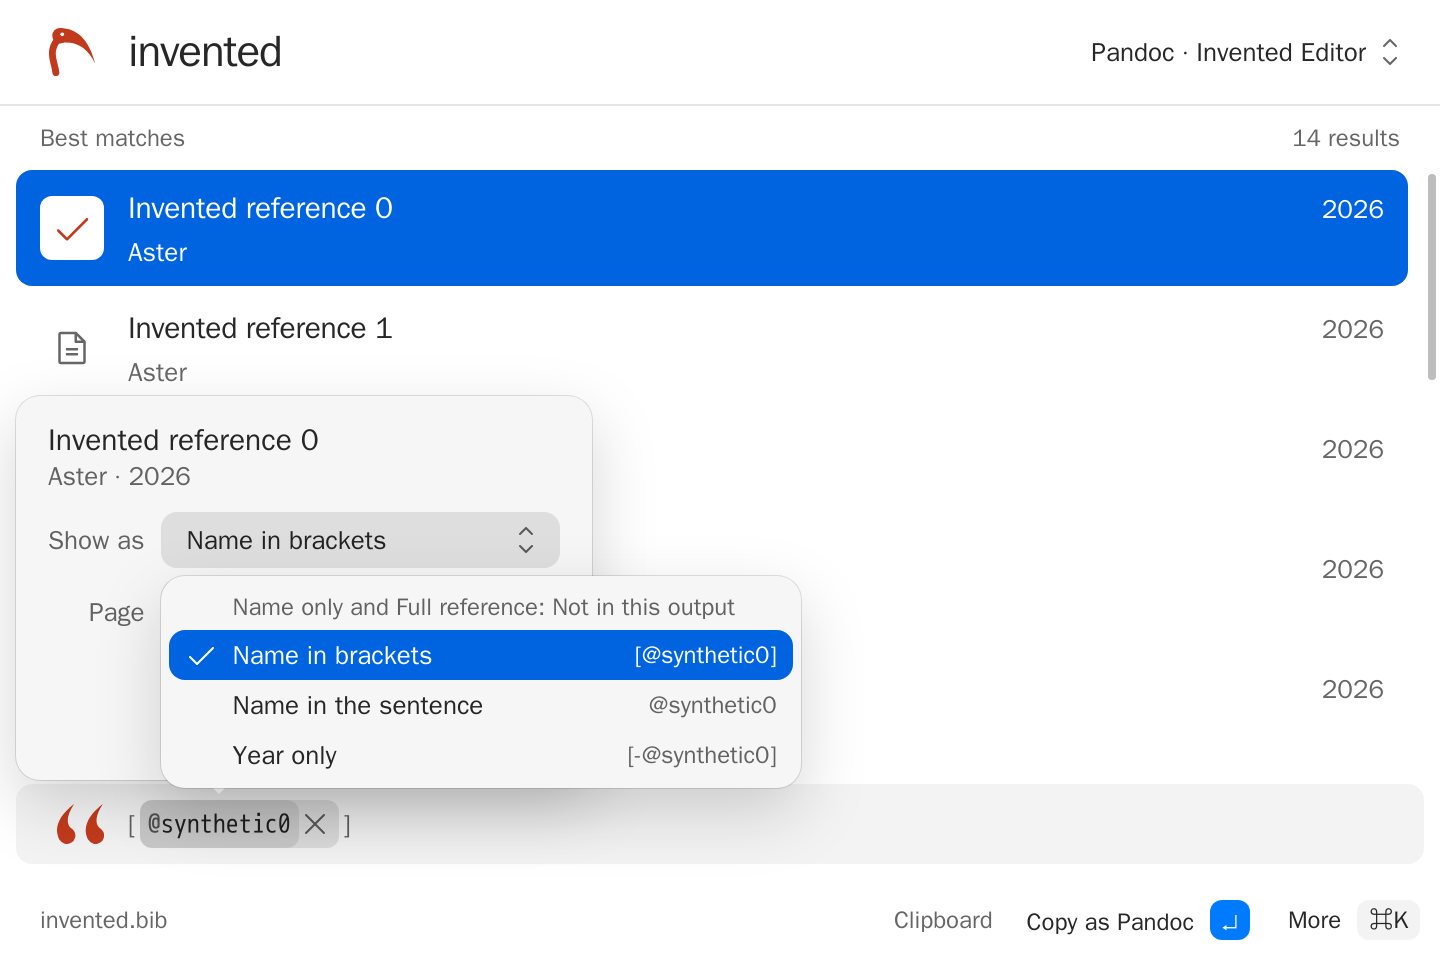 invented
Pandoc · Invented Editor
Best matches
14 results
Invented reference 0
2026
Aster
Invented reference 1
2026
Aster
2026
2026
2026
Invented reference 0
Aster · 2026
Show as
Name in brackets
Page
Name only and Full reference: Not in this output
Name in brackets
[@synthetic0]
Name in the sentence
@synthetic0
Year only
[-@synthetic0]
[ @synthetic0 ]
invented.bib
Clipboard
Copy as Pandoc
More
⌘K